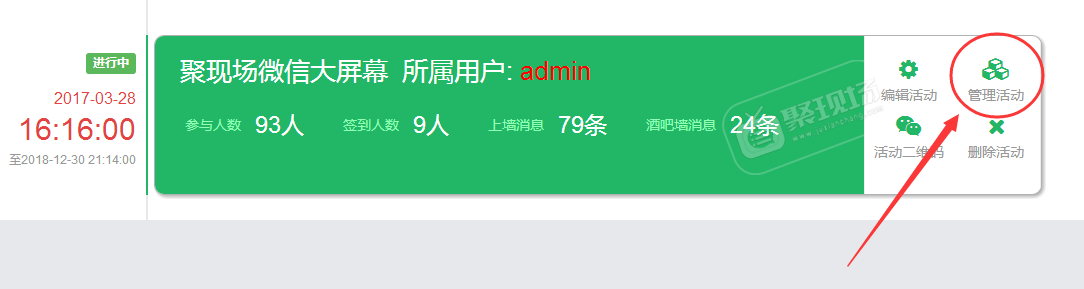 进行中
2017-03-28
16:16:00
至2018-12-30 21:14:00
聚现场微信大屏幕 所属用户: admin
参与人数 93人 签到人数 9人 上墙消息 79条 酒吧墙消息 24条
聚现场
编辑活动 管理活动
活动二维码 删除活动